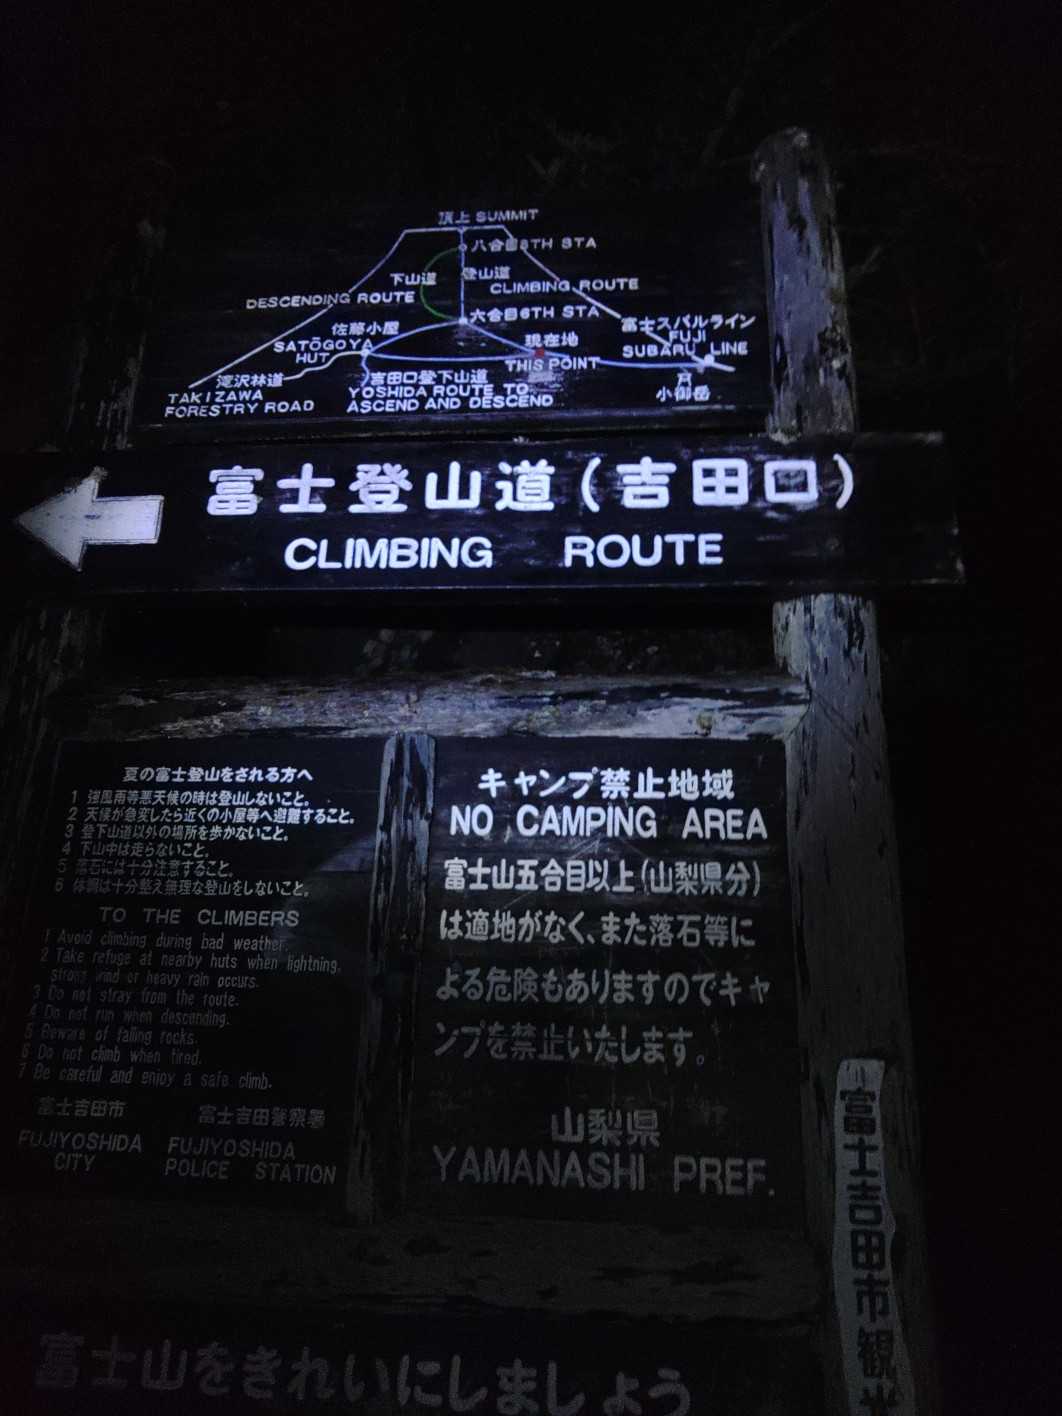 頂上 SUMMIT
八合目8TH STA
下山道
登山道
CLIMBING ROUTE
DESCENDING ROUTE
六合目6TH STA
佐藤小屋
SATŌGOYA
HUT
現在地
THIS POINT
富士スバルライン
FUJI
SUBARU LINE
滝沢林道
TAKIZAWA
FORESTRY ROAD
吉田口登下山道
YOSHIDA ROUTE TO
ASCEND AND DESCEND
小御岳
富士登山道(吉田口)
CLIMBING ROUTE
夏の富士登山をされる方へ
1 強風雨等悪天候の時は登山しないこと。
2 天候が急変したら近くの小屋等へ避難すること。
3 登下山道以外の場所を歩かないこと。
4 下山中は走らないこと。
5 落石には十分注意すること。
6 体調は十分整え無理な登山をしないこと。
TO THE CLIMBERS
1 Avoid climbing during bad weather.
2 Take refuge at nearby huts when lightning,
strong wind or heavy rain occurs.
3 Do not stray from the route.
4 Do not run when descending.
5 Beware of falling rocks.
6 Do not climb when tired.
7 Be careful and enjoy a safe climb.
富士吉田市
FUJIYOSHIDA
CITY
富士吉田警察署
FUJIYOSHIDA
POLICE STATION
キャンプ禁止地域
NO CAMPING AREA
富士山五合目以上(山梨県分)
は適地がなく、また落石等に
よる危険もありますのでキャ
ンプを禁止いたします。
山梨県
YAMANASHI PREF.
富士吉田市観光
富士山をきれいにしましょう